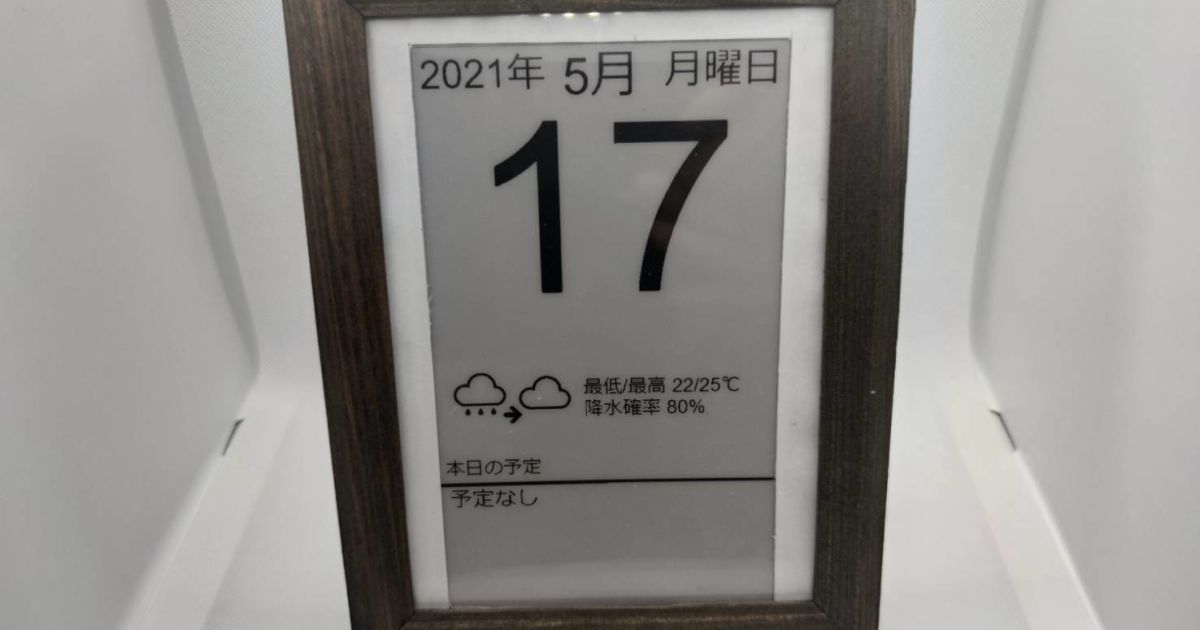 2021年 5月 月曜日
17
最低/最高 22/25℃
降水確率 80%
本日の予定
予定なし